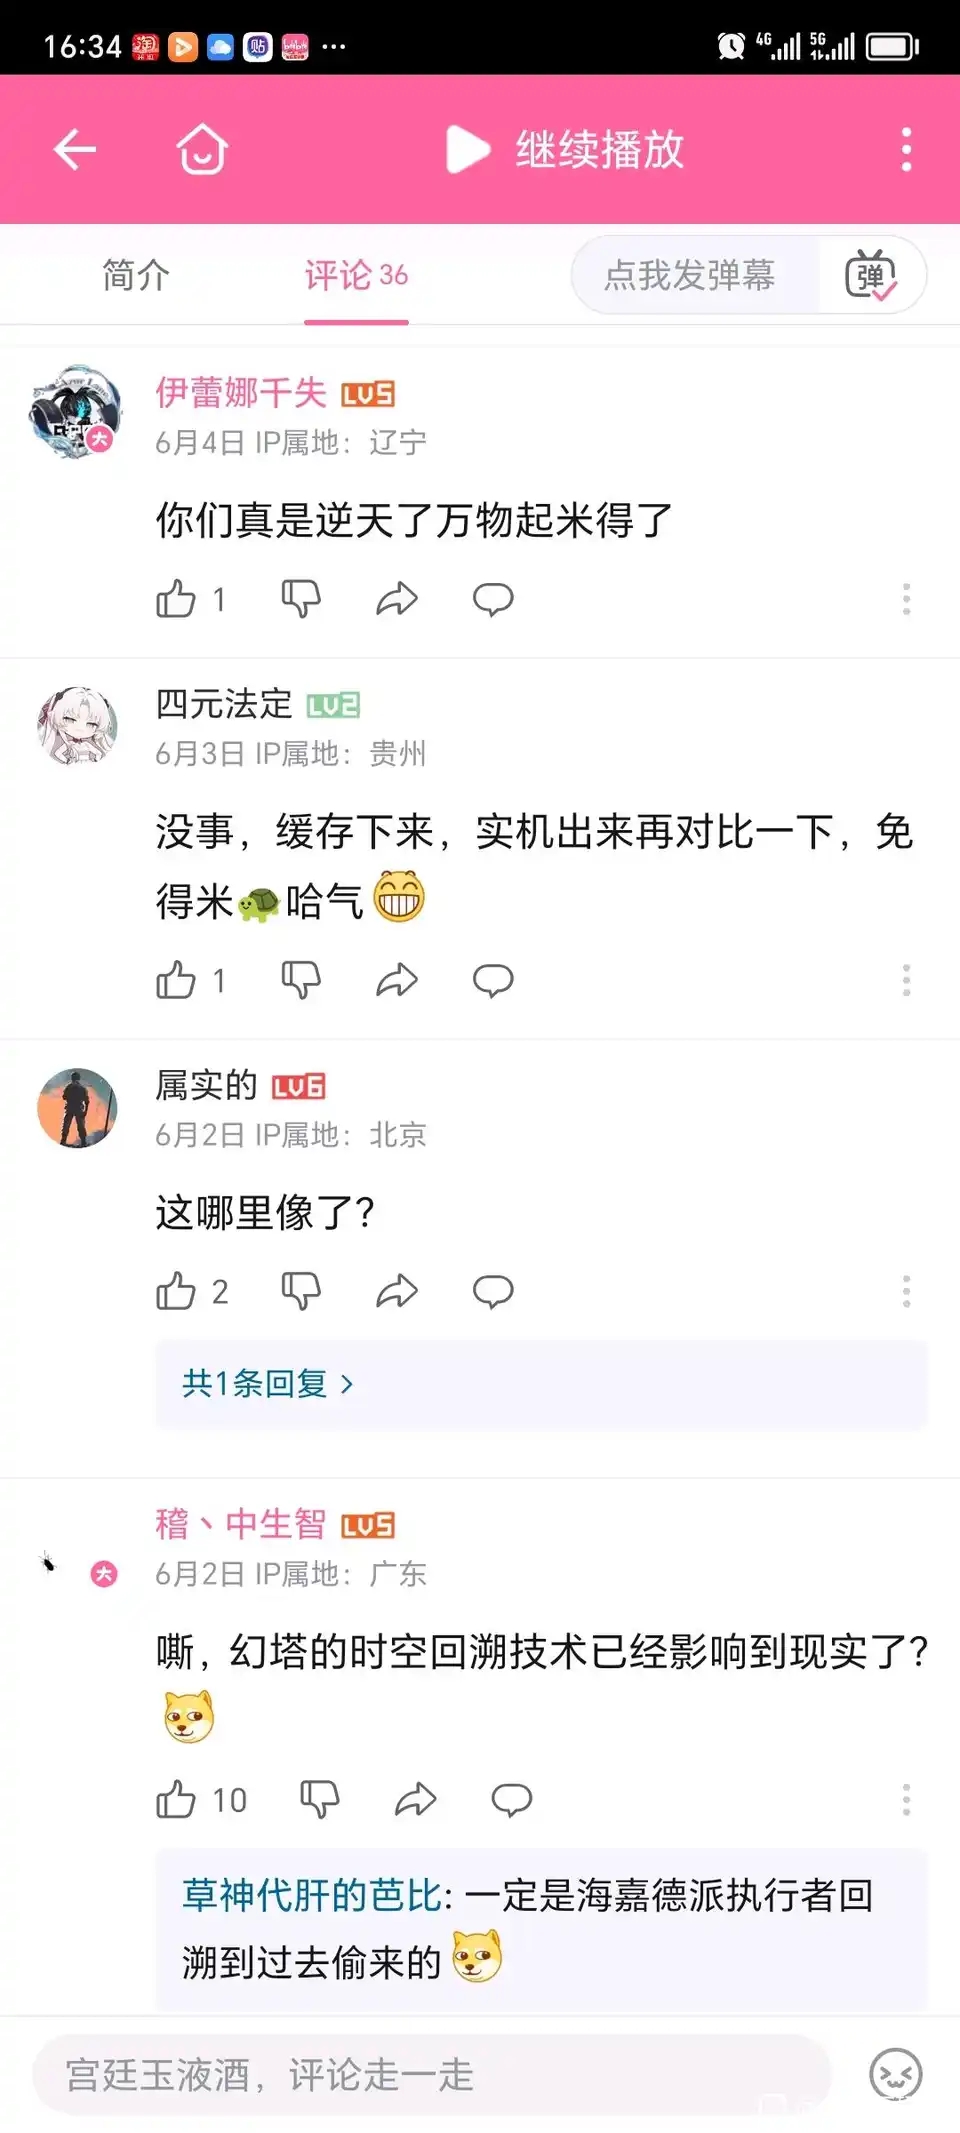 16:34
4G
5G
继续播放
简介
评论 36
点我发弹幕
弹
伊蕾娜千失 LV5
6月4日 IP属地：辽宁
你们真是逆天了万物起米得了
1
四元法定 LV2
6月3日 IP属地：贵州
没事，缓存下来，实机出来再对比一下，免
得米🐢哈气😁
1
属实的 LV6
6月2日 IP属地：北京
这哪里像了？
2
共1条回复 >
稽丶中生智 LV5
大
6月2日 IP属地：广东
嘶，幻塔的时空回溯技术已经影响到现实了？
10
草神代肝的芭比: 一定是海嘉德派执行者回
溯到过去偷来的
宫廷玉液酒，评论走一走